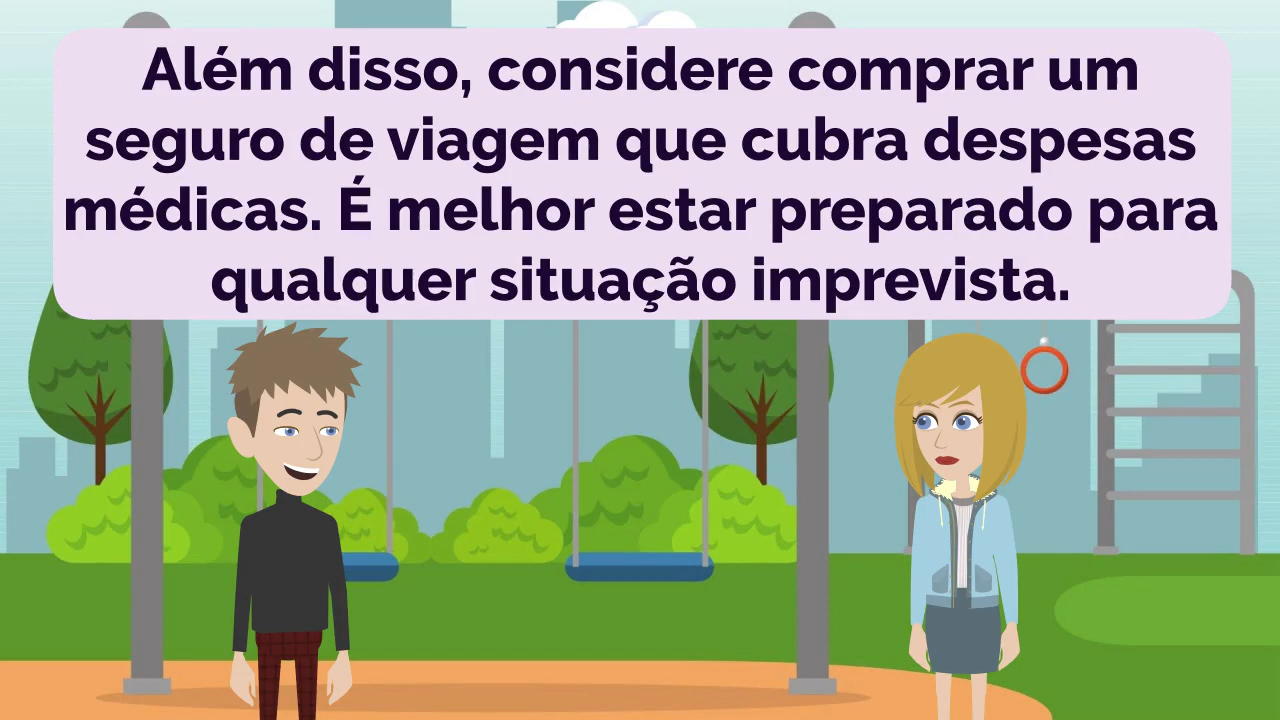 Além disso, considere comprar um
seguro de viagem que cubra despesas
médicas. É melhor estar preparado para
qualquer situação imprevista.